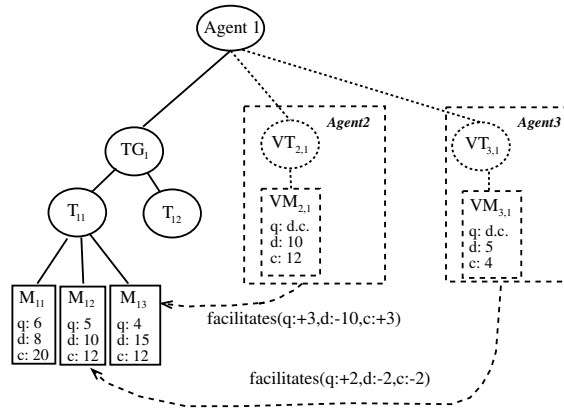 Agent 1
Agent2
Agent3
TG1
VT2,1
VT3,1
T11
T12
VM2,1
q: d.c.
d: 10
c: 12
VM3,1
q: d.c.
d: 5
c: 4
M11
q: 6
d: 8
c: 20
M12
q: 5
d: 10
c: 12
M13
q: 4
d: 15
c: 12
facilitates(q:+3,d:-10,c:+3)
facilitates(q:+2,d:-2,c:-2)